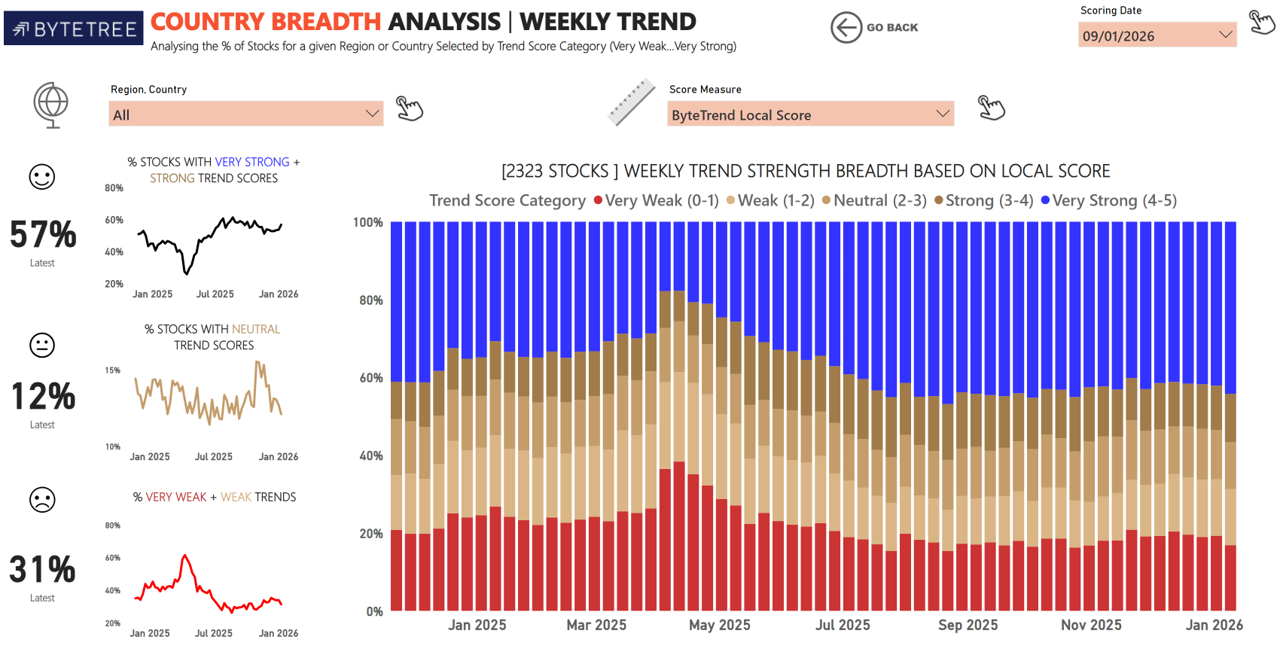 BYTETREE
COUNTRY BREADTH ANALYSIS | WEEKLY TREND
Analysing the % of Stocks for a given Region or Country Selected by Trend Score Category (Very Weak...Very Strong)
GO BACK
Scoring Date
09/01/2026
Region, Country
All
Score Measure
ByteTrend Local Score
57%
Latest
% STOCKS WITH VERY STRONG +
STRONG TREND SCORES
80%
60%
40%
20%
Jan 2025 Jul 2025 Jan 2026
12%
Latest
% STOCKS WITH NEUTRAL
TREND SCORES
15%
10%
Jan 2025 Jul 2025 Jan 2026
31%
Latest
% VERY WEAK + WEAK TRENDS
80%
60%
40%
20%
Jan 2025 Jul 2025 Jan 2026
[2323 STOCKS ] WEEKLY TREND STRENGTH BREADTH BASED ON LOCAL SCORE
Trend Score Category Very Weak (0-1) Weak (1-2) Neutral (2-3) Strong (3-4) Very Strong (4-5)
100%
80%
60%
40%
20%
0%
Jan 2025 Mar 2025 May 2025 Jul 2025 Sep 2025 Nov 2025 Jan 2026